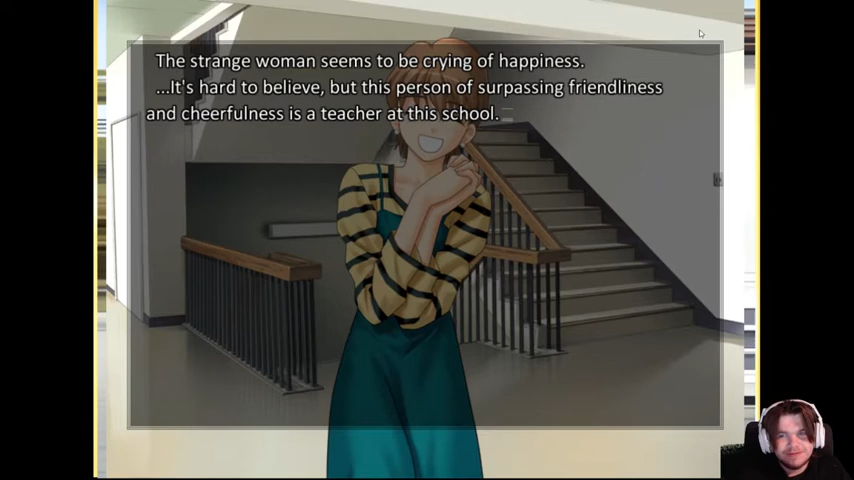 The strange woman seems to be crying of happiness.
...It's hard to believe, but this person of surpassing friendliness
and cheerfulness is a teacher at this school.